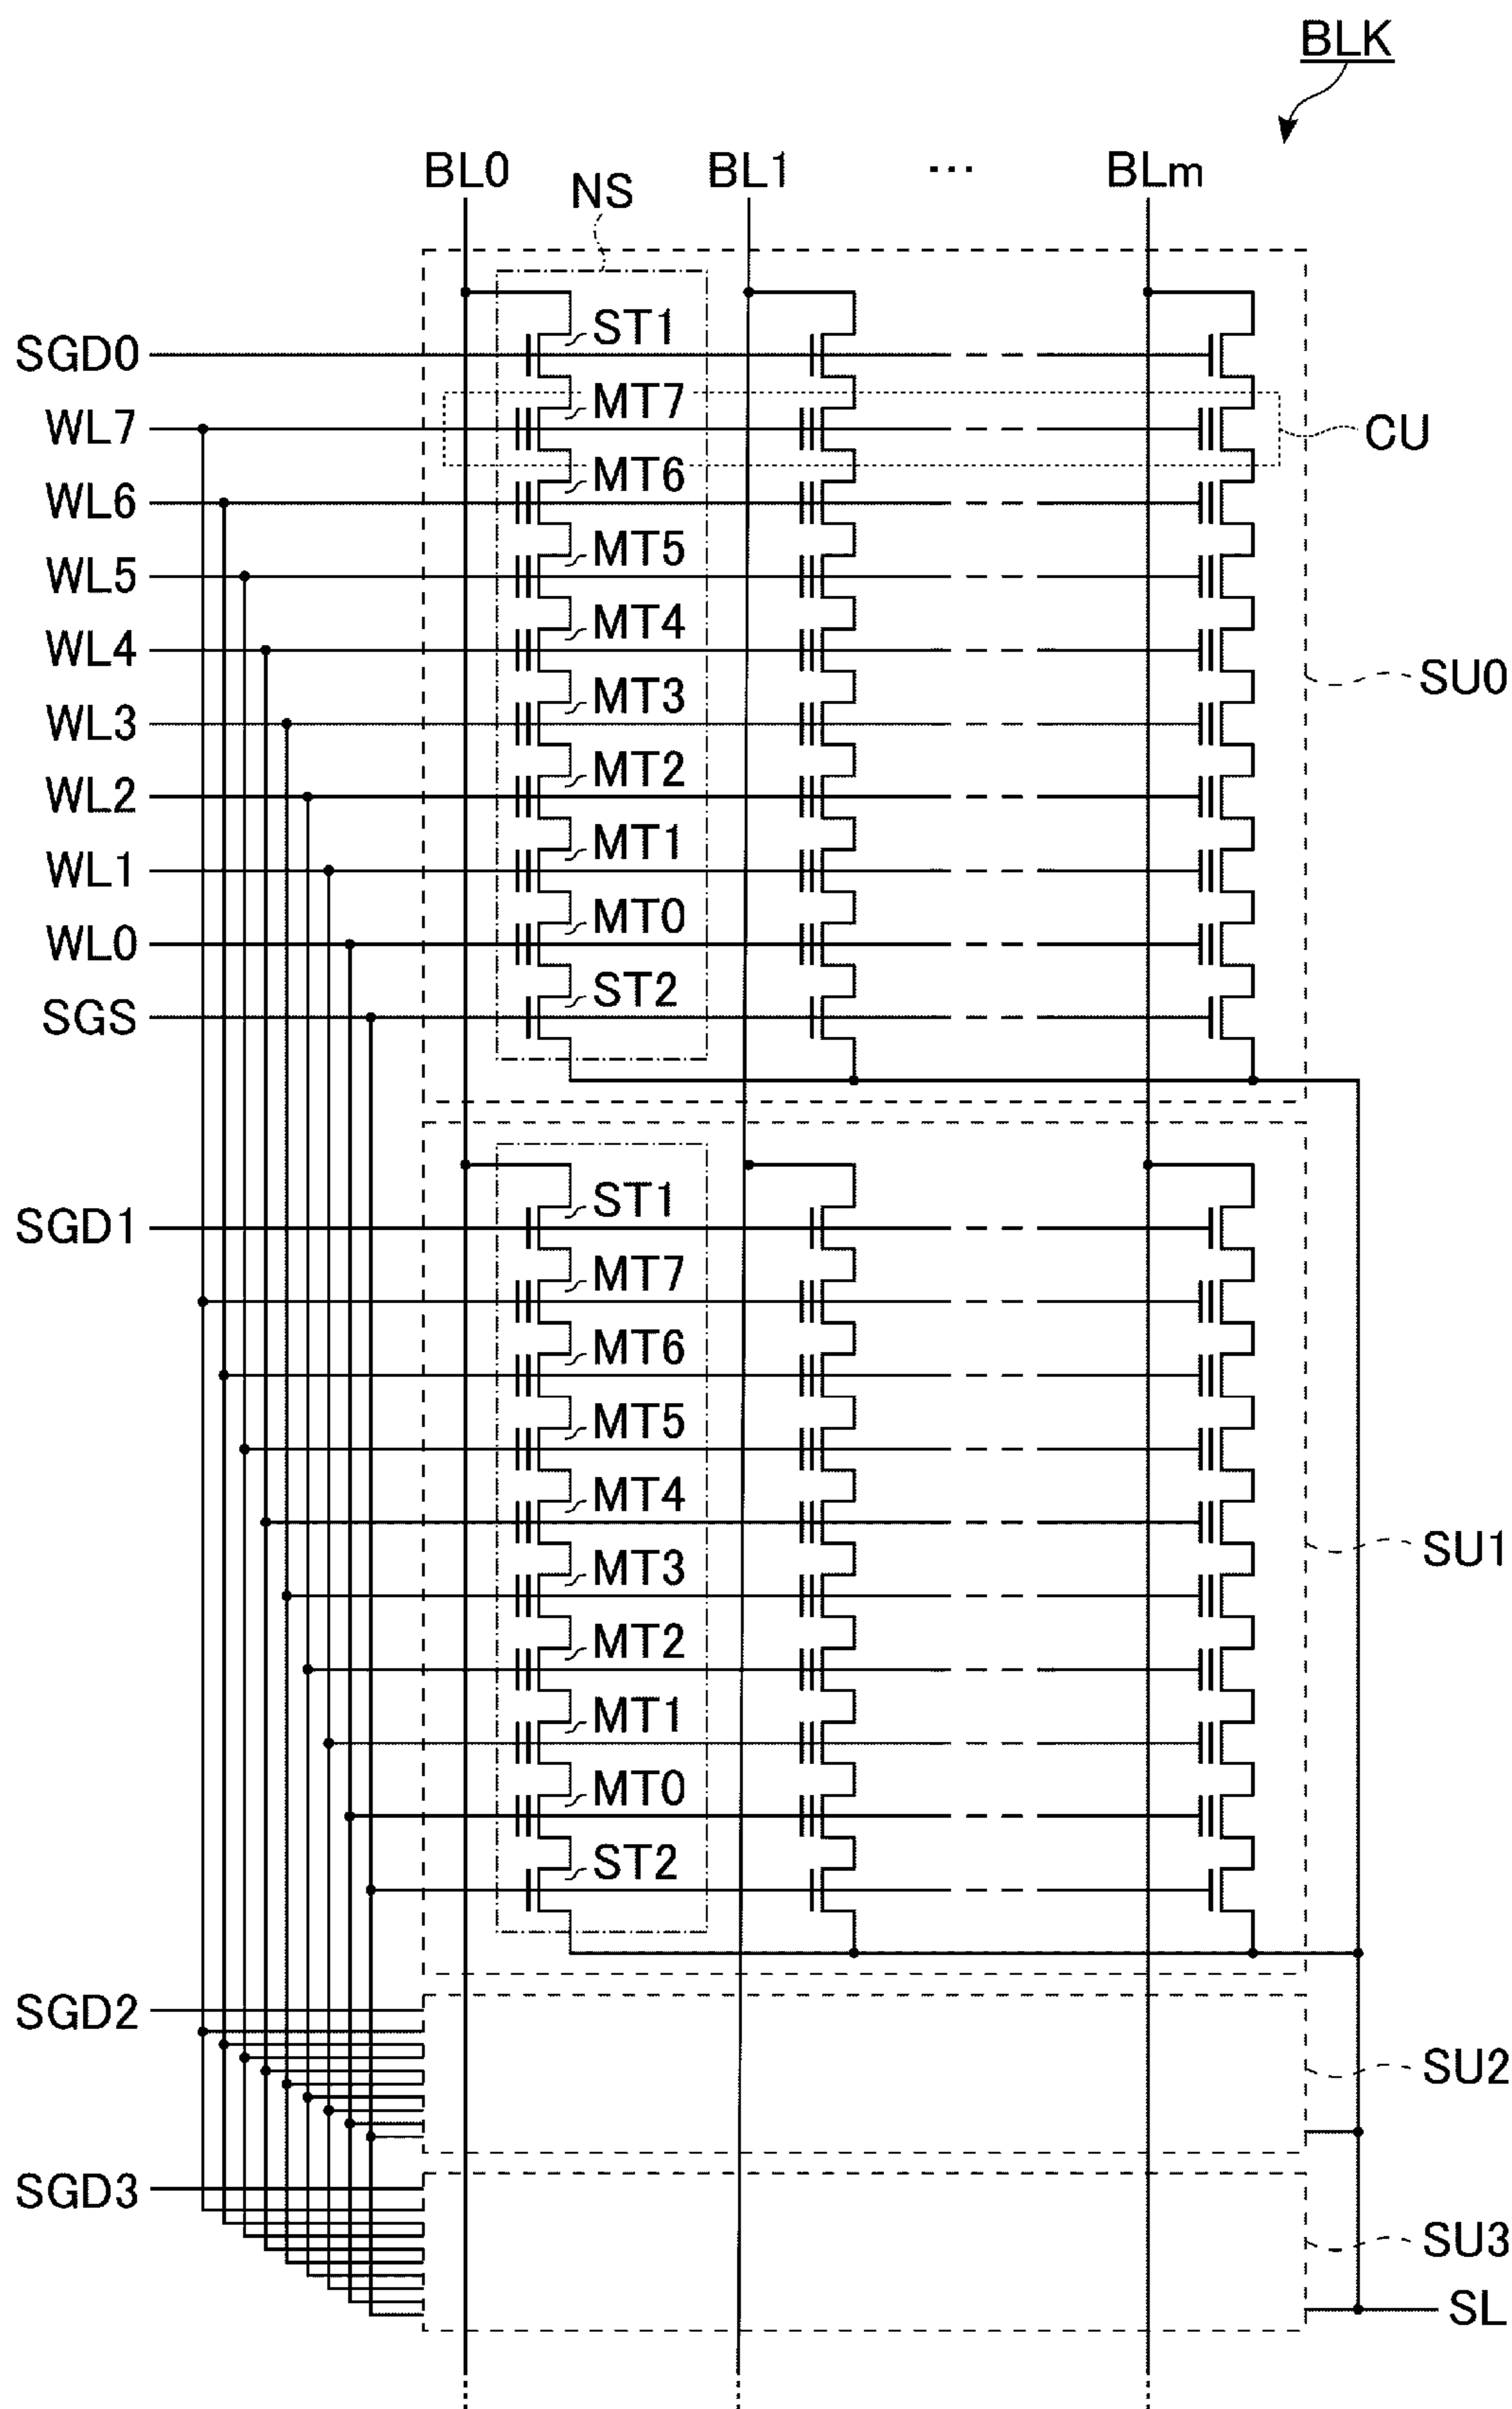 BLK
BL0 NS BL1 ... BLm
ST1
SGD0
MT7
WL7 CU
MT6
WL6
MT5
WL5
MT4
WL4
SU0
MT3
WL3
MT2
WL2
MT1
WL1
MT0
WL0
ST2
SGS
ST1
SGD1
MT7
MT6
MT5
MT4
SU1
MT3
MT2
MT1
MT0
ST2
SGD2
SU2
SGD3
SU3
SL